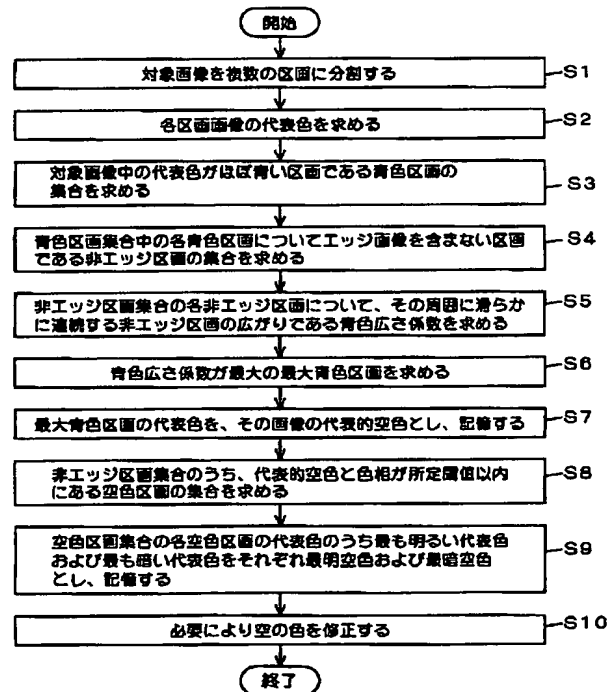 開始
対象画像を複数の区画に分割する
S1
各区画画像の代表色を求める
S2
対象画像中の代表色がほぼ青い区画である青色区画の
集合を求める
S3
青色区画集合中の各青色区画についてエッジ画像を含まない区画
である非エッジ区画の集合を求める
S4
非エッジ区画集合の各非エッジ区画について、その周囲に滑らか
に連続する非エッジ区画の広がりである青色広さ係数を求める
S5
青色広さ係数が最大の最大青色区画を求める
S6
最大青色区画の代表色を、その画像の代表的空色とし、記憶する
S7
非エッジ区画集合のうち、代表的空色と色相が所定閾値以内
にある空色区画の集合を求める
S8
空色区画集合の各空色区画の代表色のうち最も明るい代表色
および最も暗い代表色をそれぞれ最明空色および最暗空色
とし、記憶する
S9
必要により空の色を修正する
S10
終了